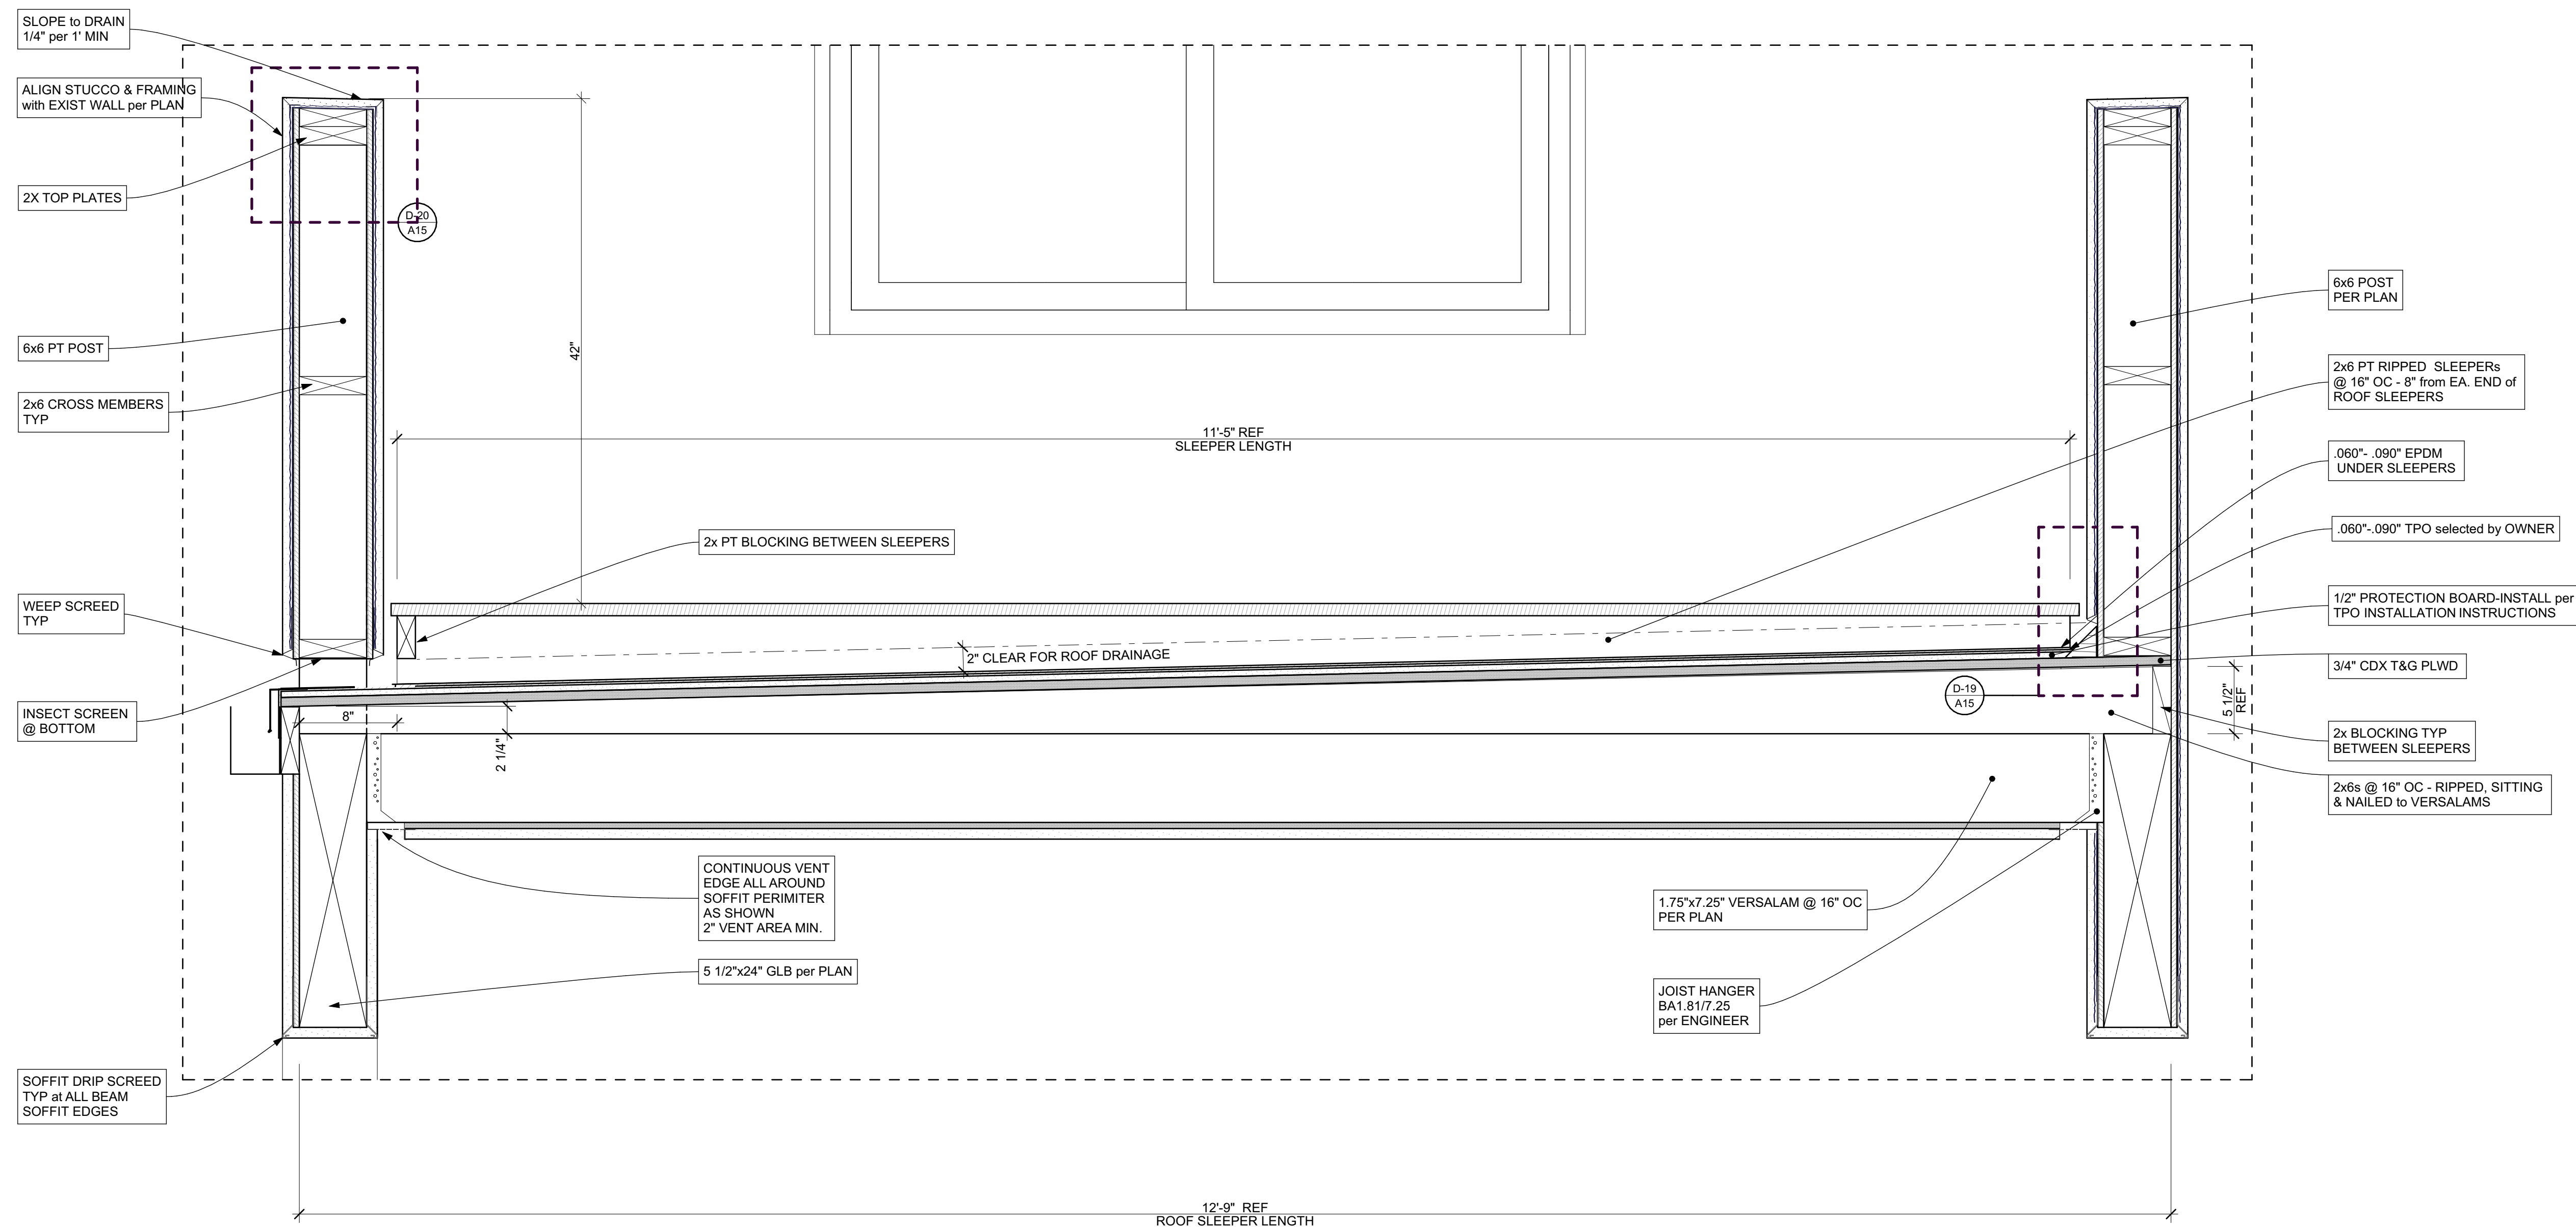 SLOPE to DRAIN
1/4" per 1' MIN
ALIGN STUCCO & FRAMING
with EXIST WALL per PLAN
2X TOP PLATES
D-20
A15
6x6 PT POST
2x6 CROSS MEMBERS
TYP
42"
11'-5" REF
SLEEPER LENGTH
6x6 POST
PER PLAN
2x6 PT RIPPED SLEEPERs
@ 16" OC - 8" from EA. END of
ROOF SLEEPERS
.060"- .090" EPDM
UNDER SLEEPERS
.060"-.090" TPO selected by OWNER
1/2" PROTECTION BOARD-INSTALL per
TPO INSTALLATION INSTRUCTIONS
3/4" CDX T&G PLWD
2x PT BLOCKING BETWEEN SLEEPERS
WEEP SCREED
TYP
2" CLEAR FOR ROOF DRAINAGE
INSECT SCREEN
@ BOTTOM
8"
2 1/4"
D-19
A15
5 1/2"
REF
2x BLOCKING TYP
BETWEEN SLEEPERS
2x6s @ 16" OC - RIPPED, SITTING
& NAILED to VERSALAMS
CONTINUOUS VENT
EDGE ALL AROUND
SOFFIT PERIMITER
AS SHOWN
2" VENT AREA MIN.
1.75"x7.25" VERSALAM @ 16" OC
PER PLAN
5 1/2"x24" GLB per PLAN
JOIST HANGER
BA1.81/7.25
per ENGINEER
SOFFIT DRIP SCREED
TYP at ALL BEAM
SOFFIT EDGES
12'-9" REF
ROOF SLEEPER LENGTH